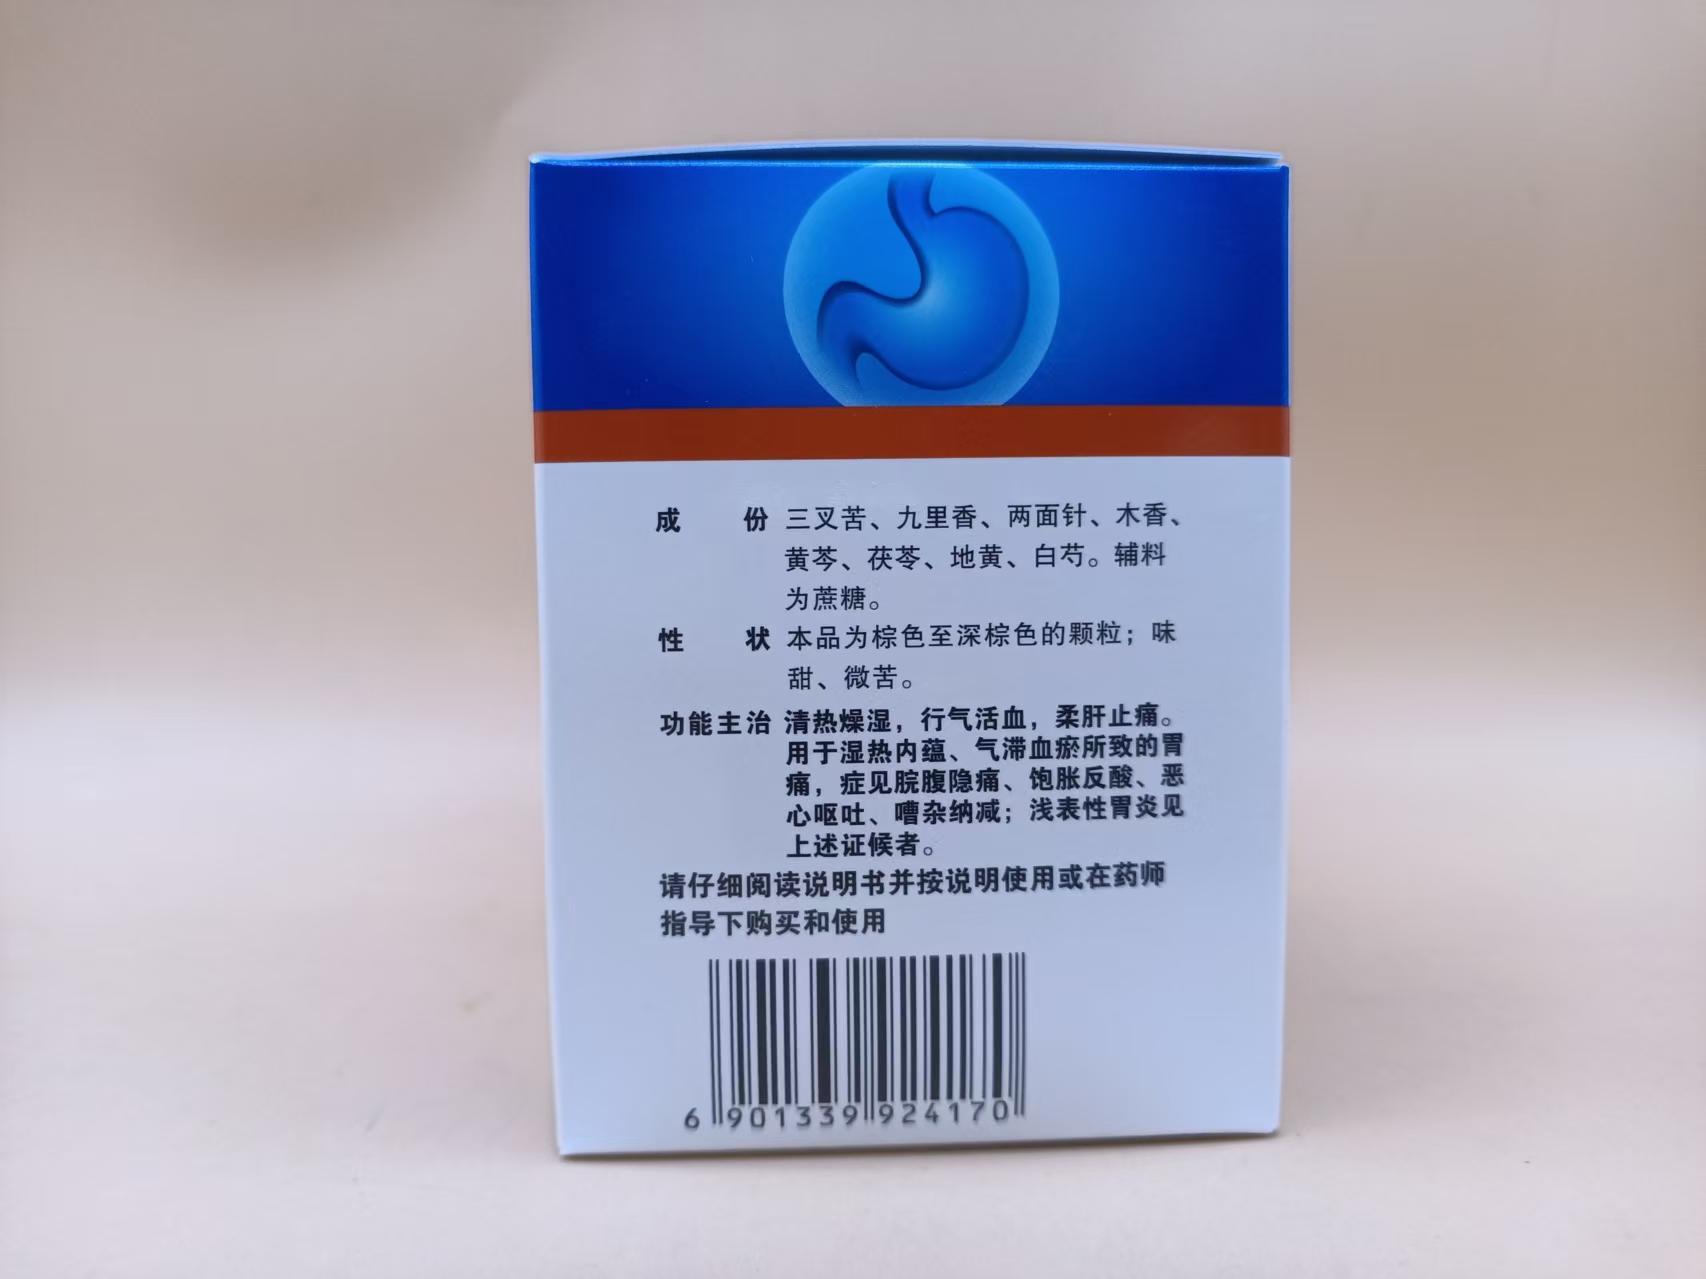 成 份 三叉苦、九里香、两面针、木香、
黄芩、茯苓、地黄、白芍。辅料
为蔗糖。
性 状 本品为棕色至深棕色的颗粒；味
甜、微苦。
功能主治 清热燥湿，行气活血，柔肝止痛。
用于湿热内蕴、气滞血瘀所致的胃
痛，症见脘腹隐痛、饱胀反酸、恶
心呕吐、嘈杂纳减；浅表性胃炎见
上述证候者。
请仔细阅读说明书并按说明使用或在药师
指导下购买和使用
6 901339 924170